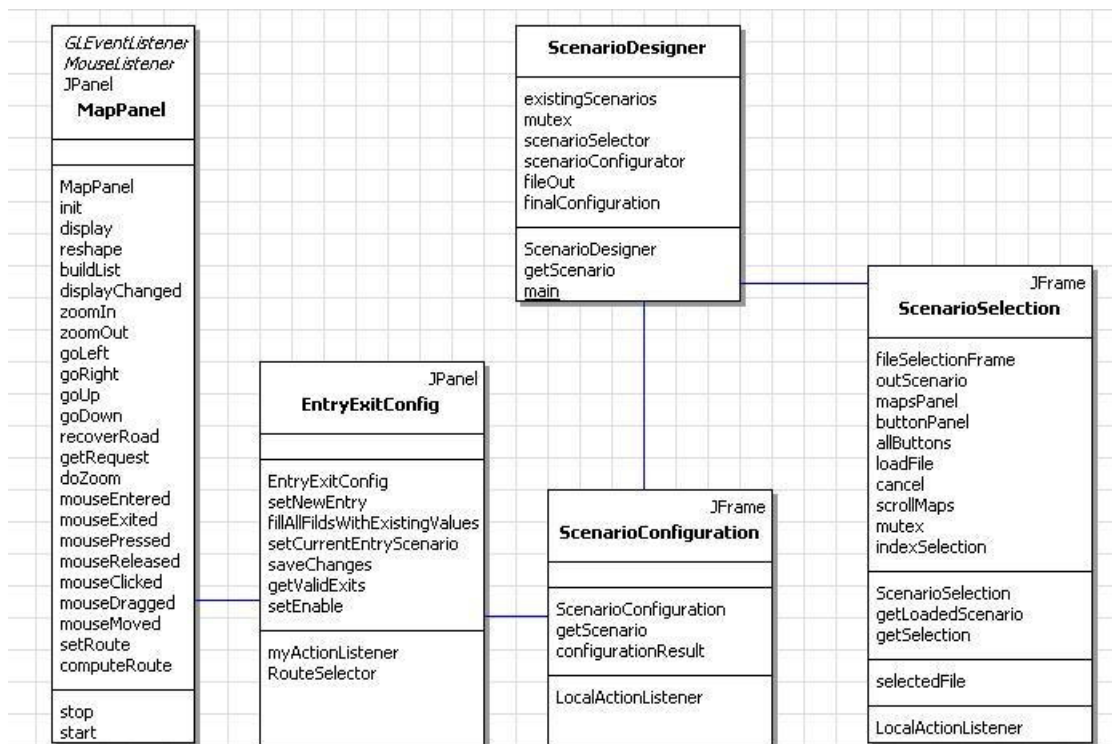 GLEventListener
MouseListener
JPanel
MapPanel
MapPanel
init
display
reshape
buildList
displayChanged
zoomIn
zoomOut
goLeft
goRight
goUp
goDown
recoverRoad
getRequest
doZoom
mouseEntered
mouseExited
mousePressed
mouseReleased
mouseClicked
mouseDragged
mouseMoved
setRoute
computeRoute
stop
start
JPanel
EntryExitConfig
EntryExitConfig
setNewEntry
fillAllFildsWithExistingValues
setCurrentEntryScenario
saveChanges
getValidExits
setEnable
myActionListener
RouteSelector
ScenarioDesigner
existingScenarios
mutex
scenarioSelector
scenarioConfigurator
fileOut
finalConfiguration
ScenarioDesigner
getScenario
main
JFrame
ScenarioConfiguration
ScenarioConfiguration
getScenario
configurationResult
LocalActionListener
JFrame
ScenarioSelection
fileSelectionFrame
outScenario
mapsPanel
buttonPanel
allButtons
loadFile
cancel
scrollMaps
mutex
indexSelection
ScenarioSelection
getLoadedScenario
getSelection
selectedFile
LocalActionListener